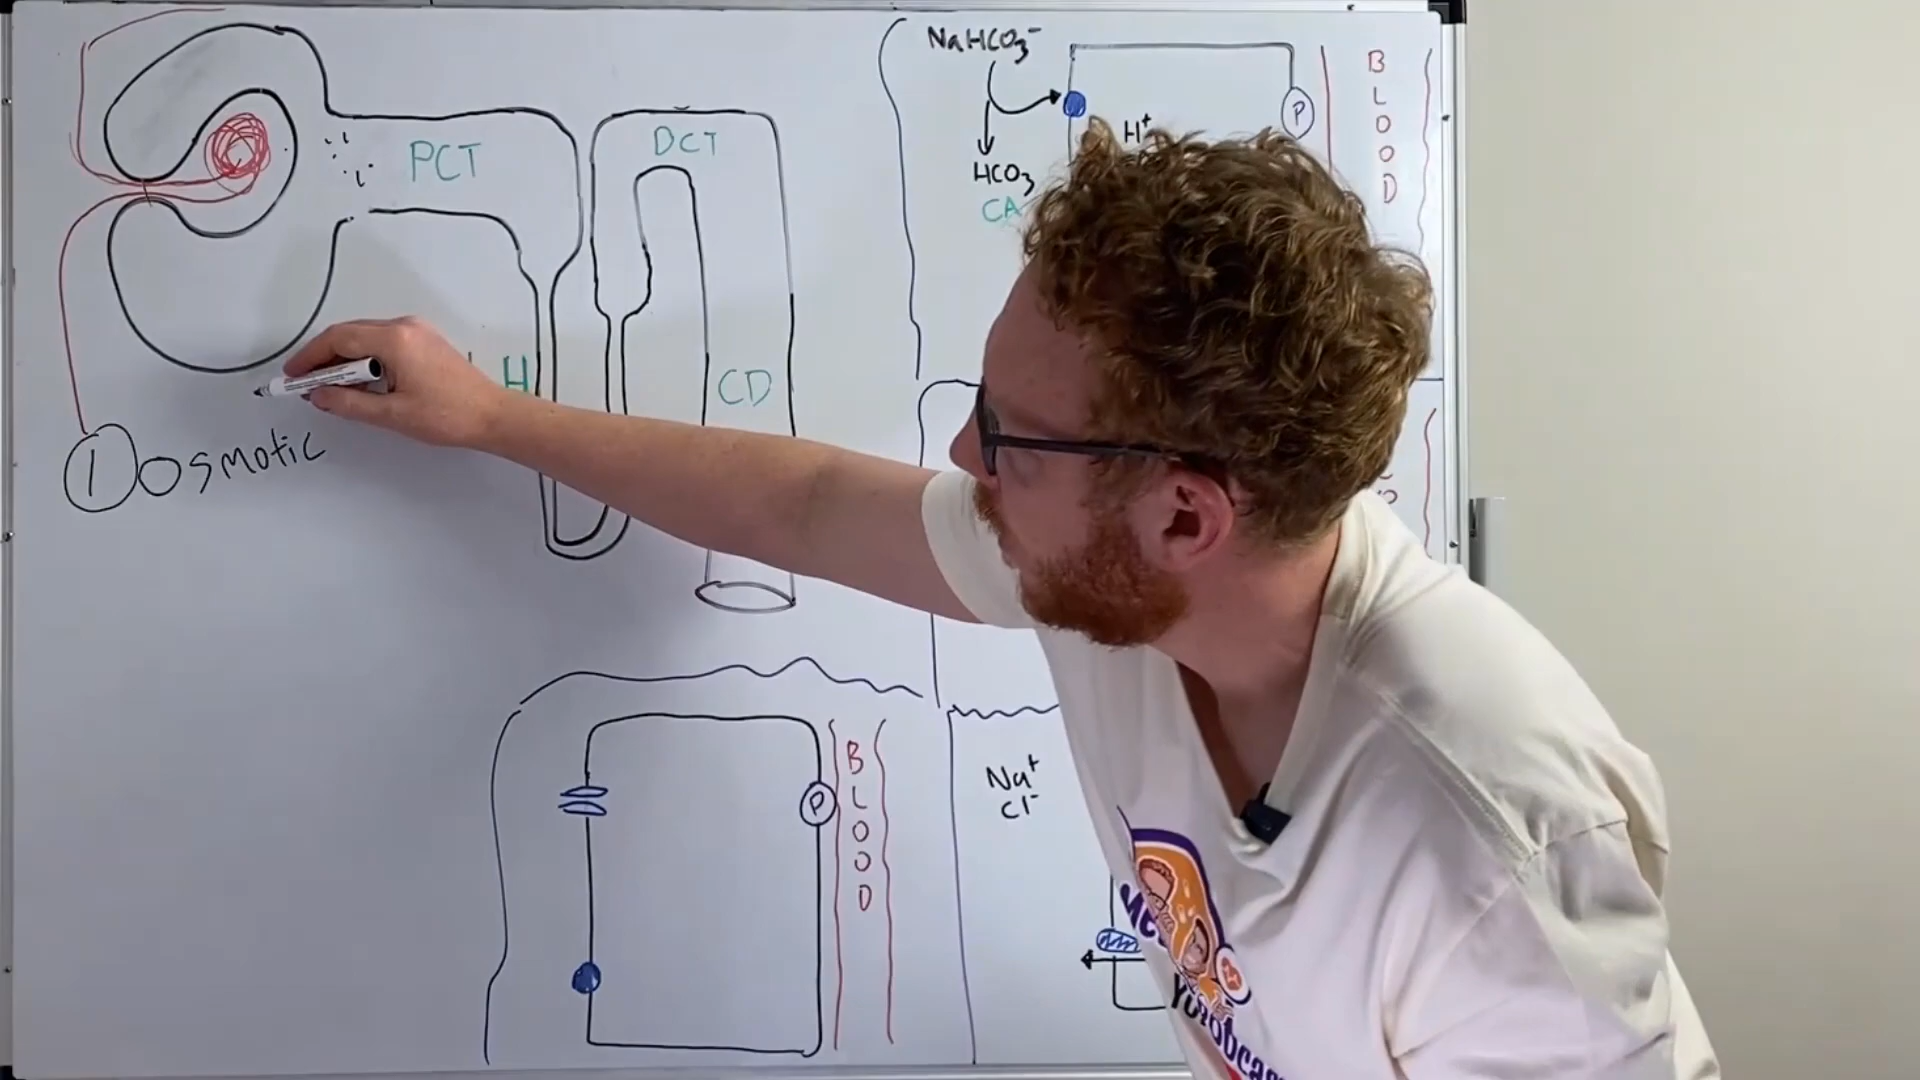 PCT
DCT
H
CD
① Osmotic
NaHCO₃⁻
HCO₃
CA
H⁺
P
B
L
O
O
D
P
B
L
O
O
D
Na⁺
Cl⁻